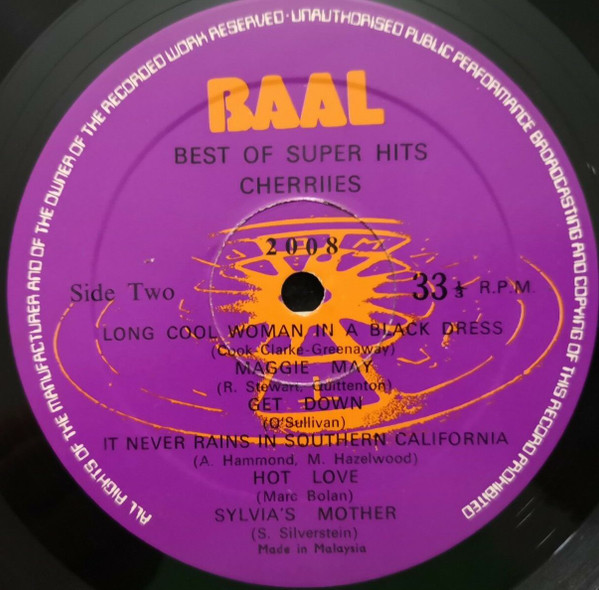 ALL RIGHTS OF THE MANUFACTURER AND OF THE OWNER OF THE RECORDED WORK RESERVED · UNAUTHORISED PUBLIC PERFORMANCE BROADCASTING AND COPYING OF THIS RECORD PROHIBITED
BAAL
BEST OF SUPER HITS
CHERRIIES
2008
Side Two
33⅓ R.P.M.
LONG COOL WOMAN IN A BLACK DRESS
(Cook-Clarke-Greenaway)
MAGGIE MAY
(R. Stewart, Quittenton)
GET DOWN
(O'Sullivan)
IT NEVER RAINS IN SOUTHERN CALIFORNIA
(A. Hammond, M. Hazelwood)
HOT LOVE
(Marc Bolan)
SYLVIA'S MOTHER
(S. Silverstein)
Made in Malaysia